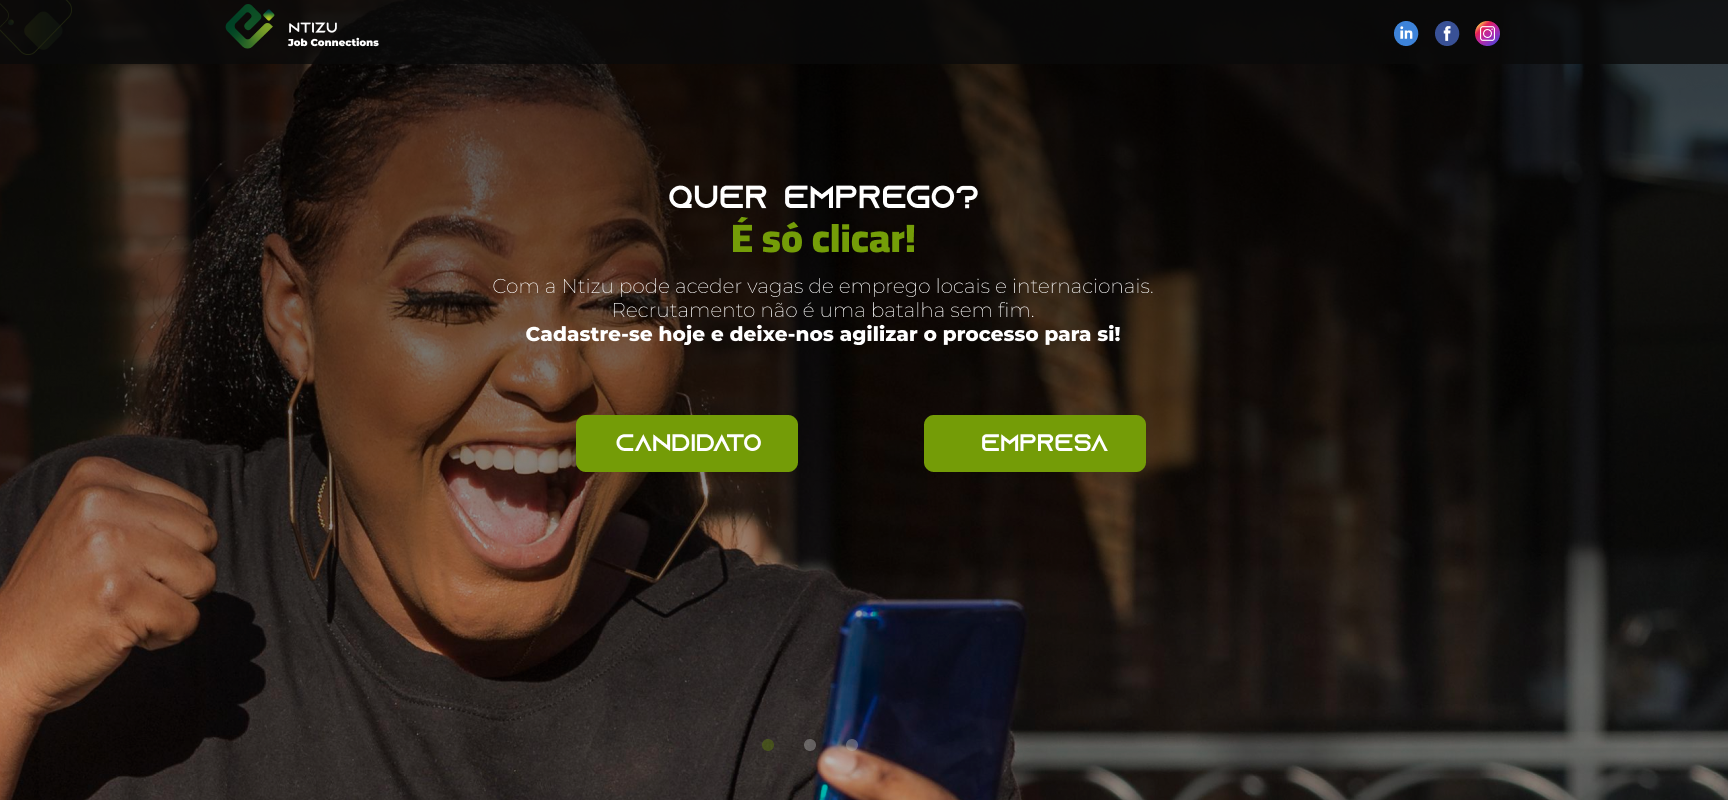 NTIZU
Job Connections
in
f
QUER EMPREGO?
É só clicar!
Com a Ntizu pode aceder vagas de emprego locais e internacionais.
Recrutamento não é uma batalha sem fim.
Cadastre-se hoje e deixe-nos agilizar o processo para si!
CANDIDATO
EMPRESA